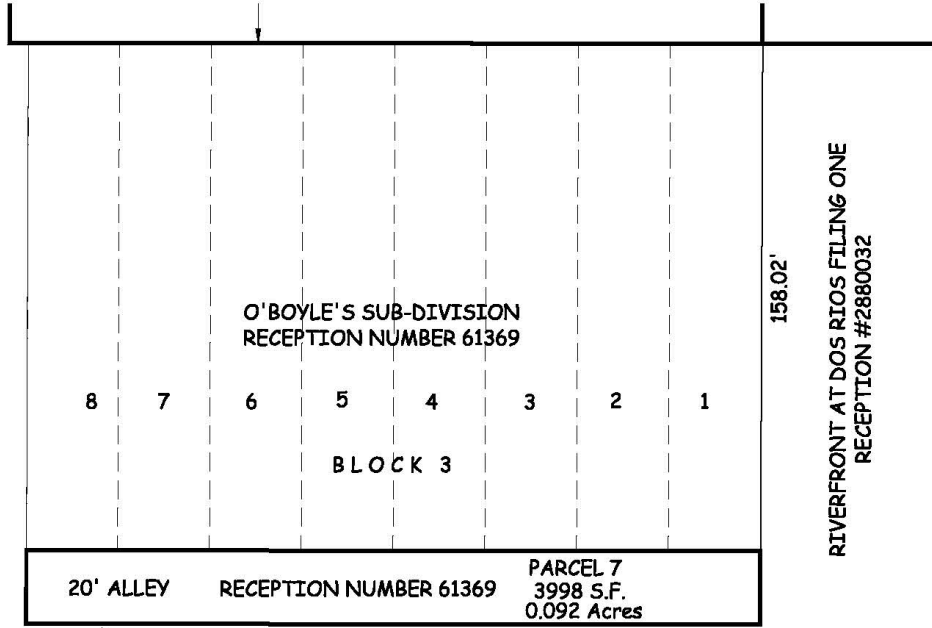 O'BOYLE'S SUB-DIVISION
RECEPTION NUMBER 61369
8 7 6 5 4 3 2 1
BLOCK 3
158.02'
RIVERFRONT AT DOS RIOS FILING ONE
RECEPTION #2880032
20' ALLEY RECEPTION NUMBER 61369
PARCEL 7
3998 S.F.
0.092 Acres